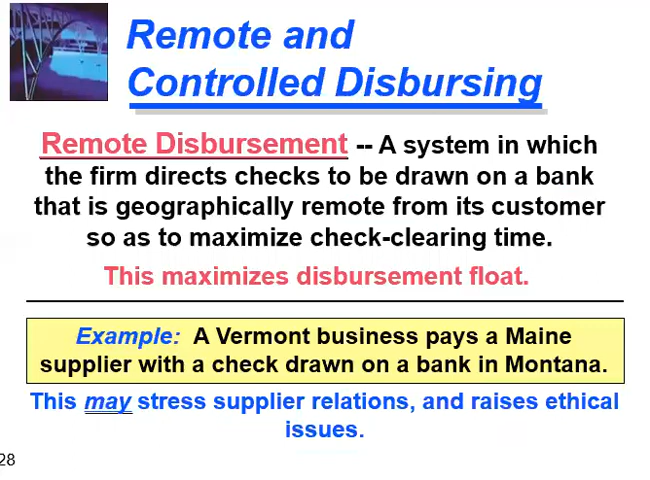 Remote and
Controlled Disbursing
Remote Disbursement -- A system in which
the firm directs checks to be drawn on a bank
that is geographically remote from its customer
so as to maximize check-clearing time.
This maximizes disbursement float.
Example: A Vermont business pays a Maine
supplier with a check drawn on a bank in Montana.
This may stress supplier relations, and raises ethical
issues.
28